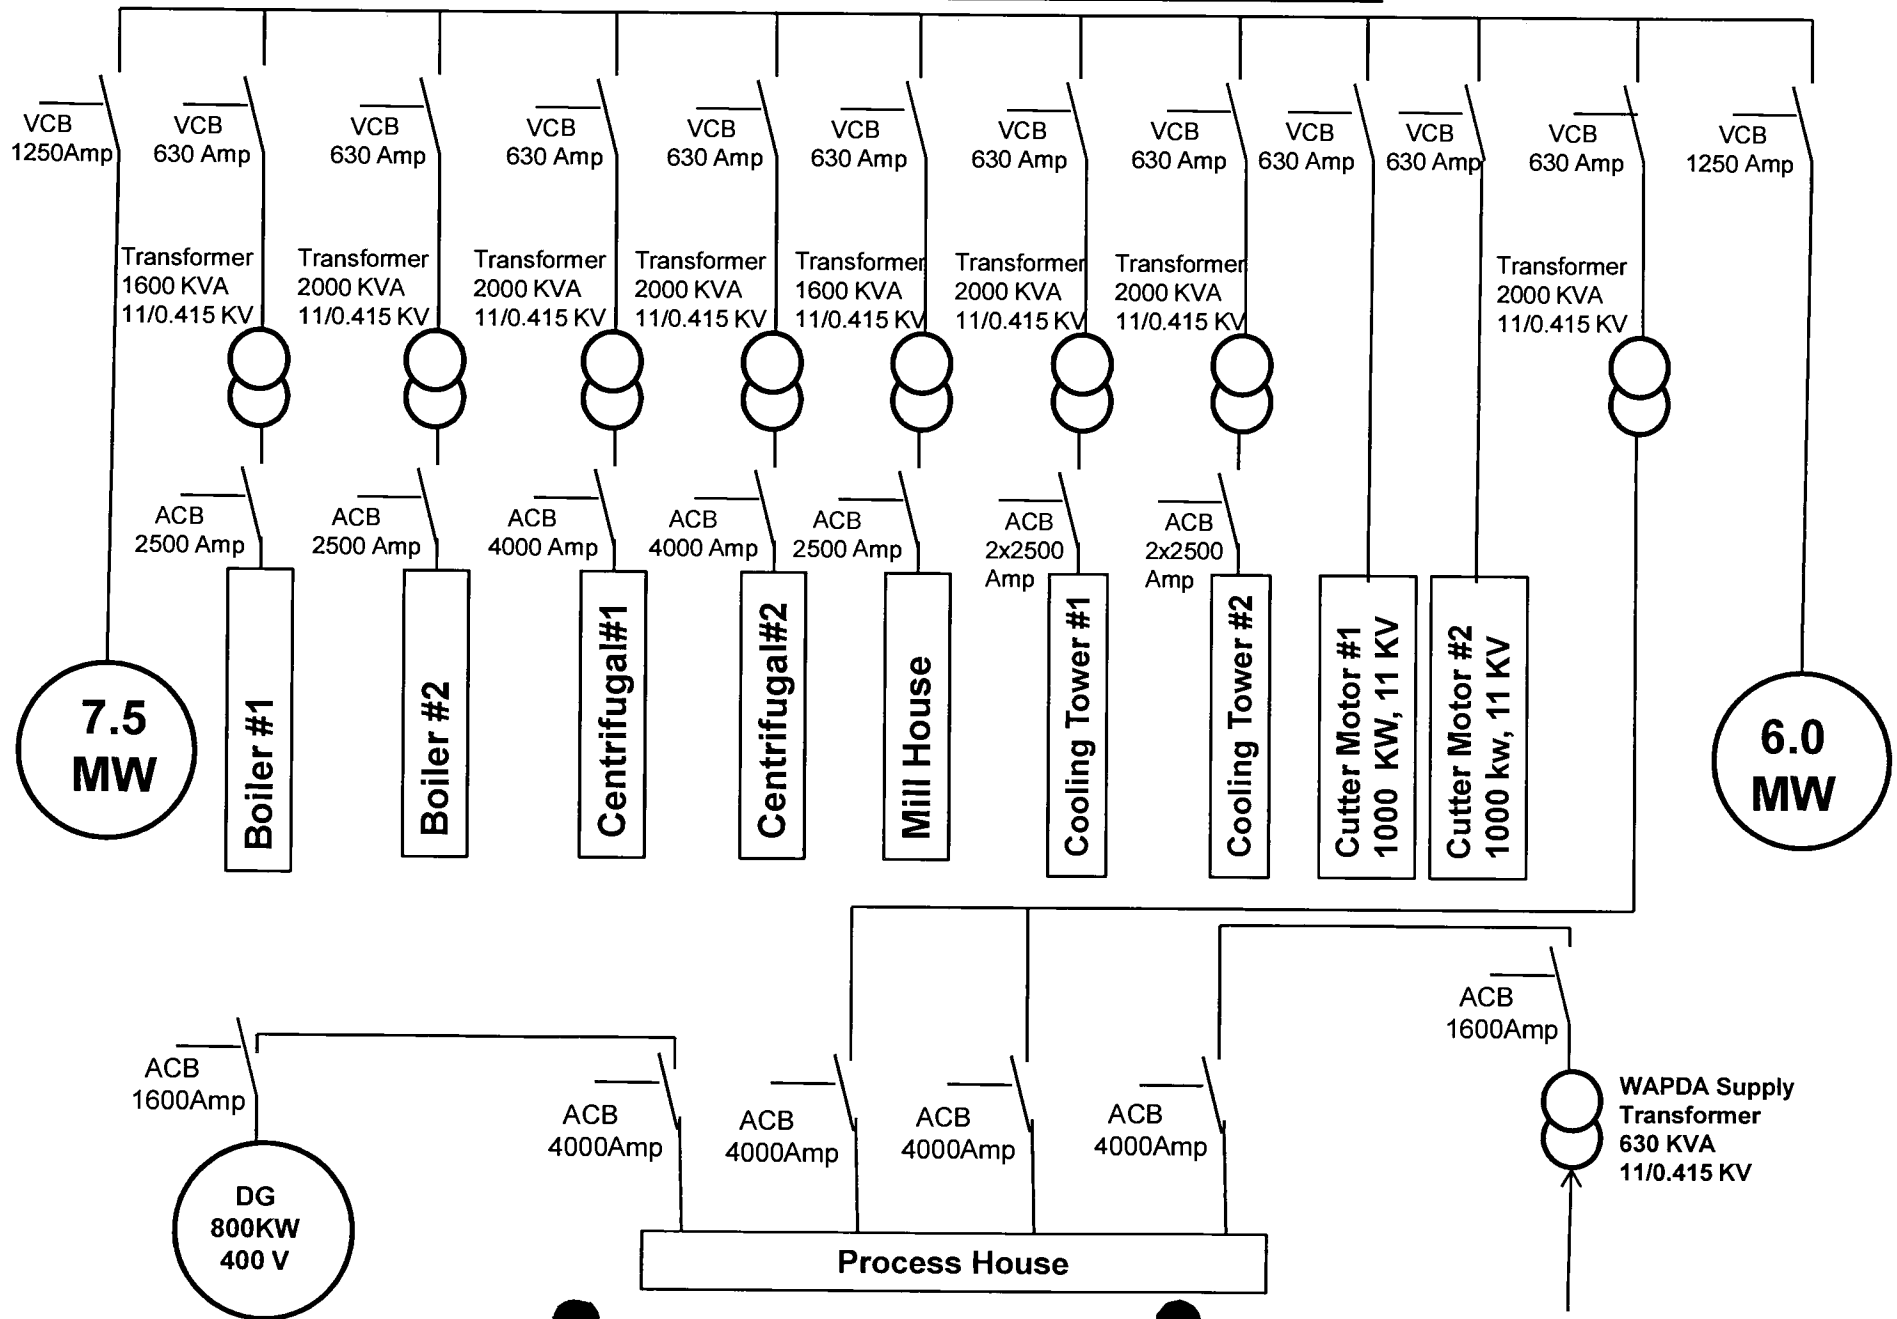 VCB
1250Amp
VCB
630 Amp
VCB
630 Amp
VCB
630 Amp
VCB
630 Amp
VCB
630 Amp
VCB
630 Amp
VCB
630 Amp
VCB
630 Amp
VCB
630 Amp
VCB
630 Amp
VCB
1250 Amp
Transformer
1600 KVA
11/0.415 KV
Transformer
2000 KVA
11/0.415 KV
Transformer
2000 KVA
11/0.415 KV
Transformer
2000 KVA
11/0.415 KV
Transformer
1600 KVA
11/0.415 KV
Transformer
2000 KVA
11/0.415 KV
Transformer
2000 KVA
11/0.415 KV
Transformer
2000 KVA
11/0.415 KV
ACB
2500 Amp
ACB
2500 Amp
ACB
4000 Amp
ACB
4000 Amp
ACB
2500 Amp
ACB
2x2500
Amp
ACB
2x2500
Amp
7.5
MW
Boiler #1
Boiler #2
Centrifugal#1
Centrifugal#2
Mill House
Cooling Tower #1
Cooling Tower #2
Cutter Motor #1
1000 KW, 11 KV
Cutter Motor #2
1000 kw, 11 KV
6.0
MW
ACB
1600Amp
ACB
1600Amp
ACB
4000Amp
ACB
4000Amp
ACB
4000Amp
ACB
4000Amp
WAPDA Supply
Transformer
630 KVA
11/0.415 KV
DG
800KW
400 V
Process House